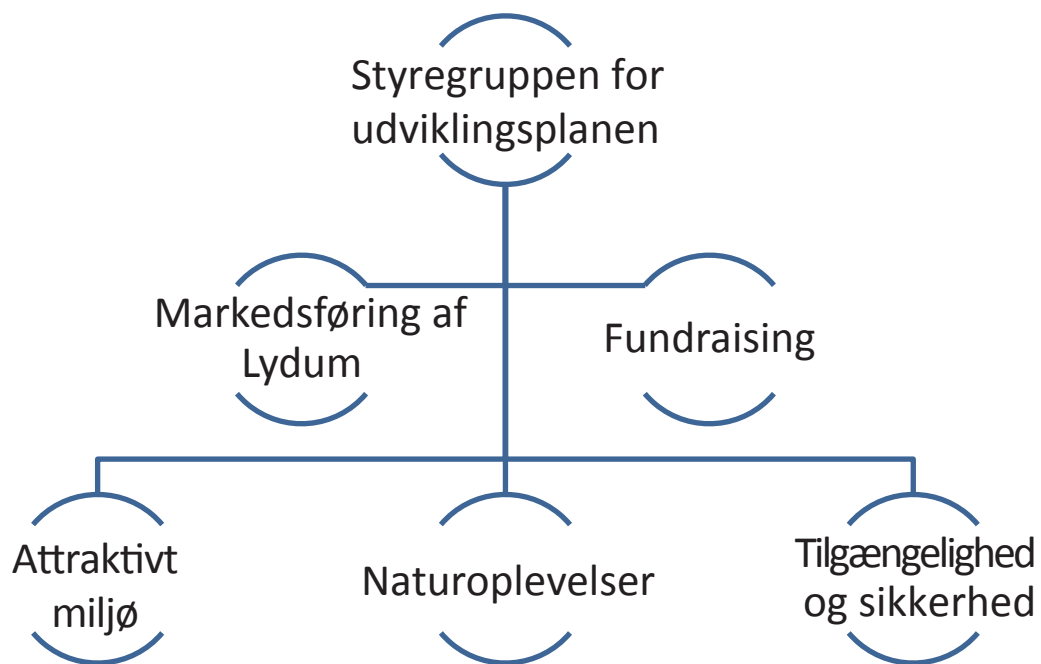 Styregruppen for
udviklingsplanen
Markedsføring af
Lydum
Fundraising
Attraktivt
miljø
Naturoplevelser
Tilgængelighed
og sikkerhed